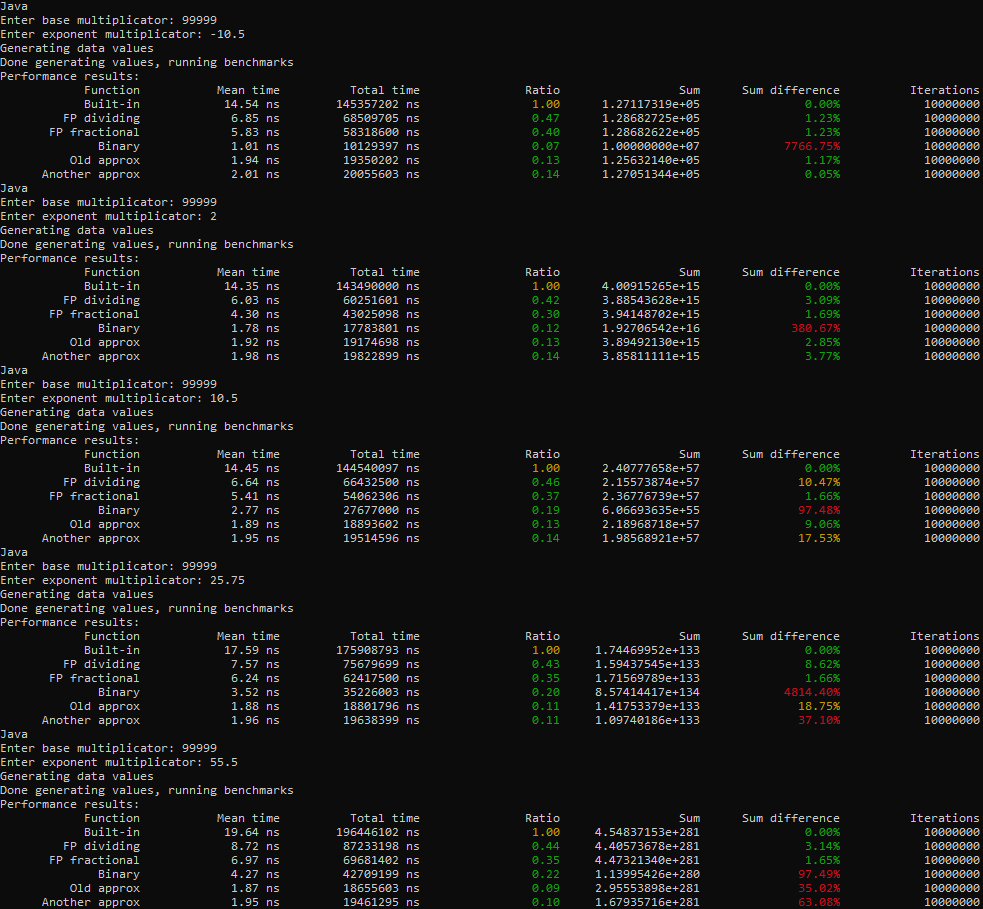 Java
Enter base multiplicator: 99999
Enter exponent multiplicator: -10.5
Generating data values
Done generating values, running benchmarks
Performance results:
Function Mean time Total time Ratio Sum Sum difference Iterations
Built-in 14.54 ns 145357202 ns 1.00 1.27117319e+05 0.00% 10000000
FP dividing 6.85 ns 68509705 ns 0.47 1.28682725e+05 1.23% 10000000
FP fractional 5.83 ns 58318600 ns 0.40 1.28682622e+05 1.23% 10000000
Binary 1.01 ns 10129397 ns 0.07 1.00000000e+07 7766.75% 10000000
Old approx 1.94 ns 19350202 ns 0.13 1.25632140e+05 1.17% 10000000
Another approx 2.01 ns 20055603 ns 0.14 1.27051344e+05 0.05% 10000000
Java
Enter base multiplicator: 99999
Enter exponent multiplicator: 2
Generating data values
Done generating values, running benchmarks
Performance results:
Function Mean time Total time Ratio Sum Sum difference Iterations
Built-in 14.35 ns 143490000 ns 1.00 4.00915265e+15 0.00% 10000000
FP dividing 6.03 ns 60251601 ns 0.42 3.88543628e+15 3.09% 10000000
FP fractional 4.30 ns 43025098 ns 0.30 3.94148702e+15 1.69% 10000000
Binary 1.78 ns 17783801 ns 0.12 1.92706542e+16 380.67% 10000000
Old approx 1.92 ns 19174698 ns 0.13 3.89492130e+15 2.85% 10000000
Another approx 1.98 ns 19822899 ns 0.14 3.85811111e+15 3.77% 10000000
Java
Enter base multiplicator: 99999
Enter exponent multiplicator: 10.5
Generating data values
Done generating values, running benchmarks
Performance results:
Function Mean time Total time Ratio Sum Sum difference Iterations
Built-in 14.45 ns 144540097 ns 1.00 2.40777658e+57 0.00% 10000000
FP dividing 6.64 ns 66432500 ns 0.46 2.15573874e+57 10.47% 10000000
FP fractional 5.41 ns 54062306 ns 0.37 2.36776739e+57 1.66% 10000000
Binary 2.77 ns 27677000 ns 0.19 6.06693635e+55 97.48% 10000000
Old approx 1.89 ns 18893602 ns 0.13 2.18968718e+57 9.06% 10000000
Another approx 1.95 ns 19514596 ns 0.14 1.98568921e+57 17.53% 10000000
Java
Enter base multiplicator: 99999
Enter exponent multiplicator: 25.75
Generating data values
Done generating values, running benchmarks
Performance results:
Function Mean time Total time Ratio Sum Sum difference Iterations
Built-in 17.59 ns 175908793 ns 1.00 1.74469952e+133 0.00% 10000000
FP dividing 7.57 ns 75679699 ns 0.43 1.59437545e+133 8.62% 10000000
FP fractional 6.24 ns 62417500 ns 0.35 1.71569789e+133 1.66% 10000000
Binary 3.52 ns 35226003 ns 0.20 8.57414417e+134 4814.40% 10000000
Old approx 1.88 ns 18801796 ns 0.11 1.41753379e+133 18.75% 10000000
Another approx 1.96 ns 19638399 ns 0.11 1.09740186e+133 37.10% 10000000
Java
Enter base multiplicator: 99999
Enter exponent multiplicator: 55.5
Generating data values
Done generating values, running benchmarks
Performance results:
Function Mean time Total time Ratio Sum Sum difference Iterations
Built-in 19.64 ns 196446102 ns 1.00 4.54837153e+281 0.00% 10000000
FP dividing 8.72 ns 87233198 ns 0.44 4.40573678e+281 3.14% 10000000
FP fractional 6.97 ns 69681402 ns 0.35 4.47321340e+281 1.65% 10000000
Binary 4.27 ns 42709199 ns 0.22 1.13995426e+280 97.49% 10000000
Old approx 1.87 ns 18655603 ns 0.09 2.95553898e+281 35.02% 10000000
Another approx 1.95 ns 19461295 ns 0.10 1.67935716e+281 63.08% 10000000